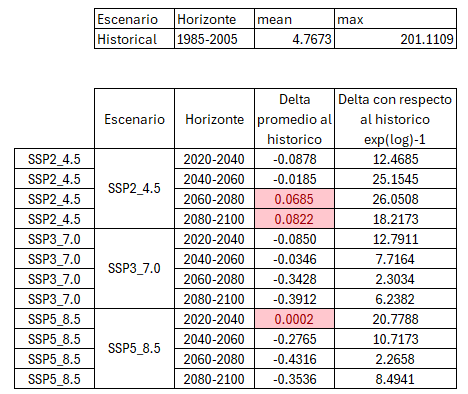 Escenario Horizonte mean max
Historical 1985-2005 4.7673 201.1109
Escenario Horizonte Delta promedio al historico Delta con respecto al historico exp(log)-1
SSP2_4.5 SSP2_4.5 2020-2040 -0.0878 12.4685
SSP2_4.5 2040-2060 -0.0185 25.1545
SSP2_4.5 2060-2080 0.0685 26.0508
SSP2_4.5 2080-2100 0.0822 18.2173
SSP3_7.0 SSP3_7.0 2020-2040 -0.0850 12.7911
SSP3_7.0 2040-2060 -0.0346 7.7164
SSP3_7.0 2060-2080 -0.3428 2.3034
SSP3_7.0 2080-2100 -0.3912 6.2382
SSP5_8.5 SSP5_8.5 2020-2040 0.0002 20.7788
SSP5_8.5 2040-2060 -0.2765 10.7173
SSP5_8.5 2060-2080 -0.4316 2.2658
SSP5_8.5 2080-2100 -0.3536 8.4941